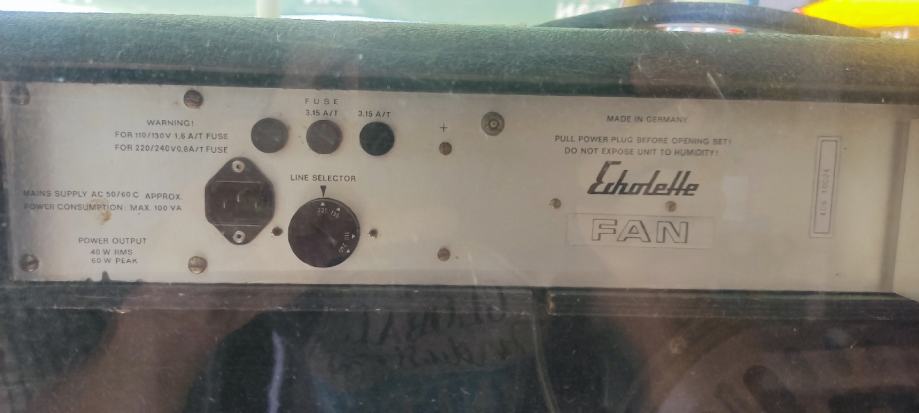 FUSE
3.15 A/T 3.15 A/T
WARNING!
FOR 110/130V 1,6 A/T FUSE
FOR 220/240V0,8A/T FUSE
LINE SELECTOR
MAINS SUPPLY AC 50/60 C APPROX.
POWER CONSUMPTION: MAX. 100 VA
POWER OUTPUT
40 W RMS
60 W PEAK
+
MADE IN GERMANY
PULL POWER-PLUG BEFORE OPENING SET!
DO NOT EXPOSE UNIT TO HUMIDITY!
Echolette
FAN